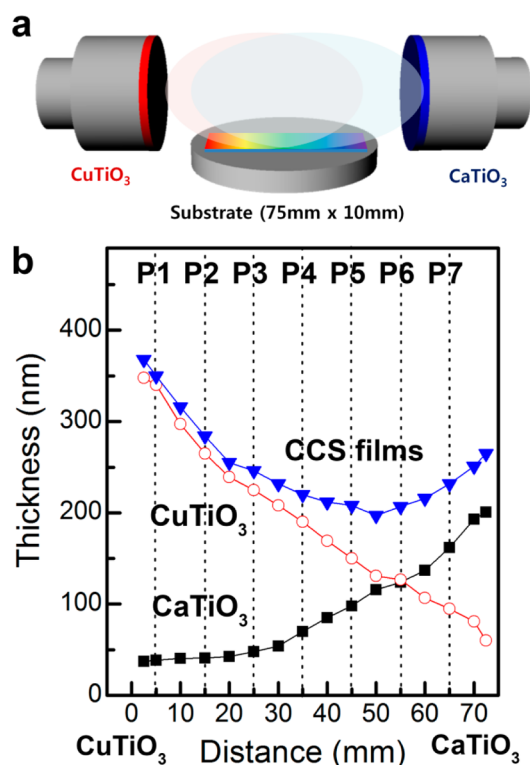 a
CuTiO₃
CaTiO₃
Substrate (75mm x 10mm)
b
P1 P2 P3 P4 P5 P6 P7
400
300
200
100
0
Thickness (nm)
CCS films
CuTiO₃
CaTiO₃
0 10 20 30 40 50 60 70
CuTiO₃ Distance (mm) CaTiO₃